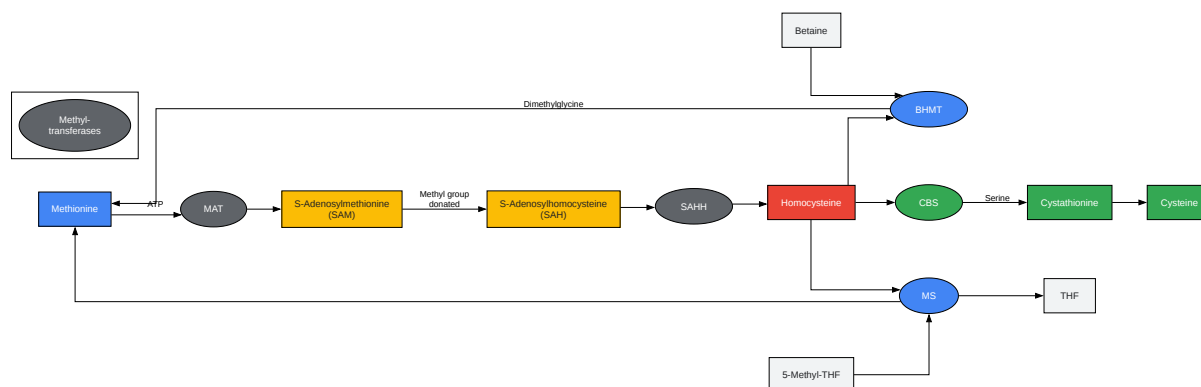 Betaine
Dimethylglycine
BHMT
Methyl-
transferases
Methionine
ATP
MAT
S-Adenosylmethionine
(SAM)
Methyl group
donated
S-Adenosylhomocysteine
(SAH)
SAHH
Homocysteine
CBS
Serine
Cystathionine
Cysteine
MS
THF
5-Methyl-THF